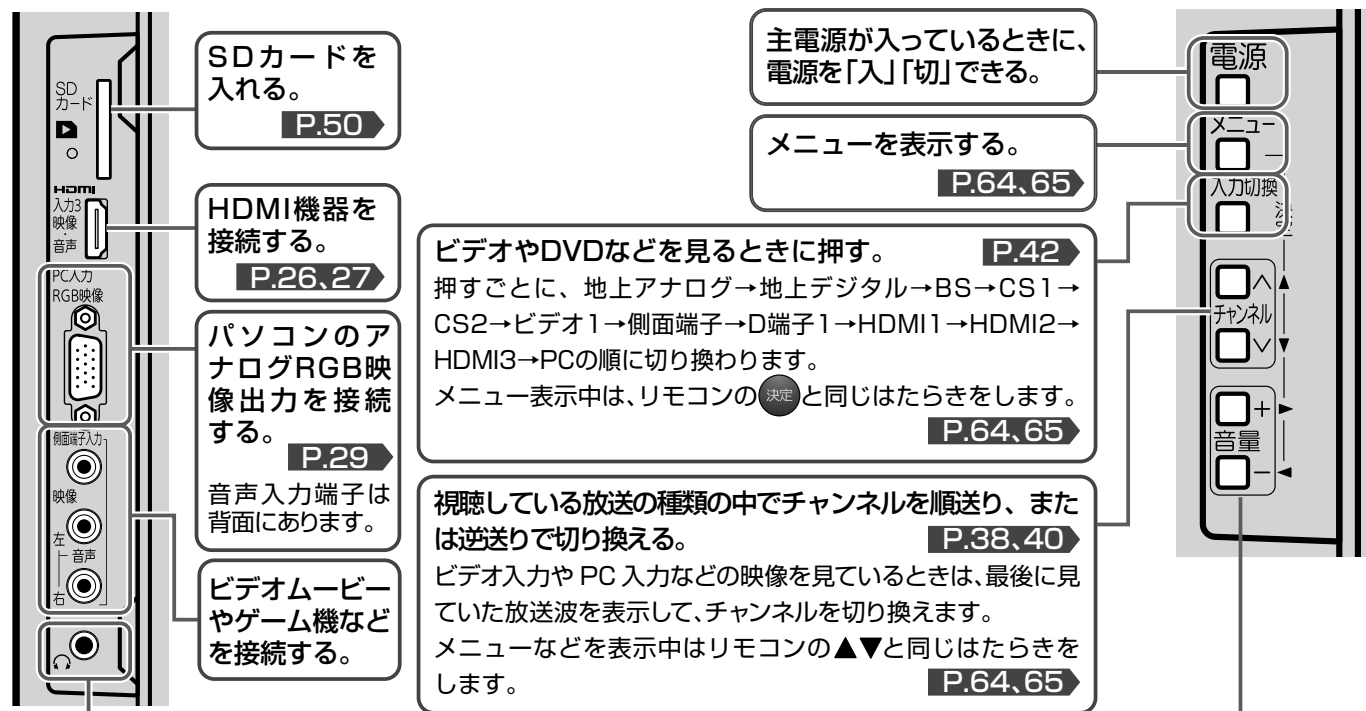 SD
カード
HDMI
入力3
映像
・
音声
PC入力
RGB映像
側面端子入力
映像
左
音声
右
SDカードを
入れる。
P.50
HDMI機器を
接続する。
P.26、27
パソコンのア
ナログRGB映
像出力を接続
する。
P.29
音声入力端子は
背面にあります。
ビデオムービー
やゲーム機など
を接続する。
主電源が入っているときに、
電源を「入」「切」できる。
メニューを表示する。
P.64、65
ビデオやDVDなどを見るときに押す。 P.42
押すごとに、地上アナログ→地上デジタル→BS→CS1→
CS2→ビデオ1→側面端子→D端子1→HDMI1→HDMI2→
HDMI3→PCの順に切り換わります。
メニュー表示中は、リモコンの決定と同じはたらきをします。
P.64、65
視聴している放送の種類の中でチャンネルを順送り、また
は逆送りで切り換える。 P.38、40
ビデオ入力や PC 入力などの映像を見ているときは、最後に見
ていた放送波を表示して、チャンネルを切り換えます。
メニューなどを表示中はリモコンの▲▼と同じはたらきを
します。 P.64、65
電源
メニュー
入力切換
決定
チャンネル
＋
音量
－